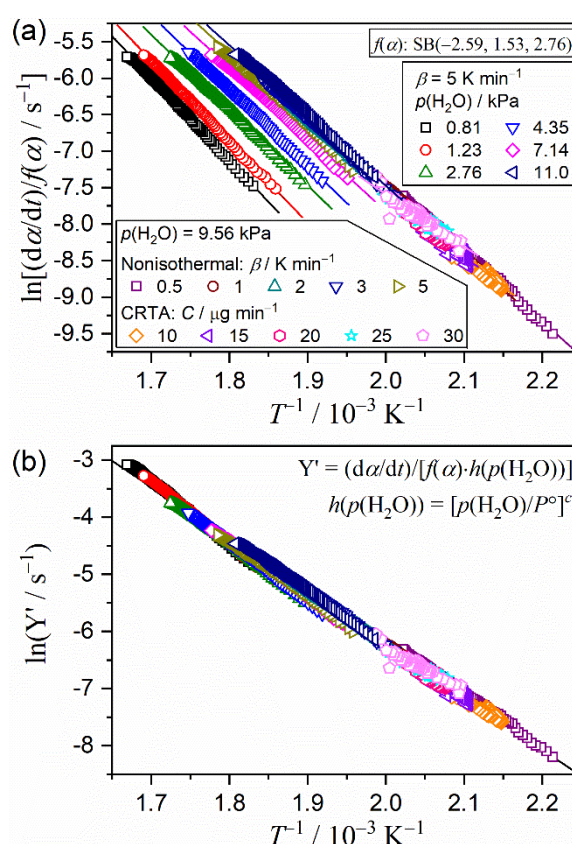 (a)
f(α): SB(−2.59, 1.53, 2.76)
β = 5 K min⁻¹
p(H₂O) / kPa
0.81 4.35
1.23 7.14
2.76 11.0
p(H₂O) = 9.56 kPa
Nonisothermal: β / K min⁻¹
0.5 1 2 3 5
CRTA: C / μg min⁻¹
10 15 20 25 30
ln[(dα/dt)/f(α) / s⁻¹]
-5.5
-6.0
-6.5
-7.0
-7.5
-8.0
-8.5
-9.0
-9.5
1.7 1.8 1.9 2.0 2.1 2.2
T⁻¹ / 10⁻³ K⁻¹
(b)
Y' = (dα/dt)/[f(α)·h(p(H₂O))]
h(p(H₂O)) = [p(H₂O)/P°]ᶜ
ln(Y' / s⁻¹)
-3
-4
-5
-6
-7
-8
1.7 1.8 1.9 2.0 2.1 2.2
T⁻¹ / 10⁻³ K⁻¹